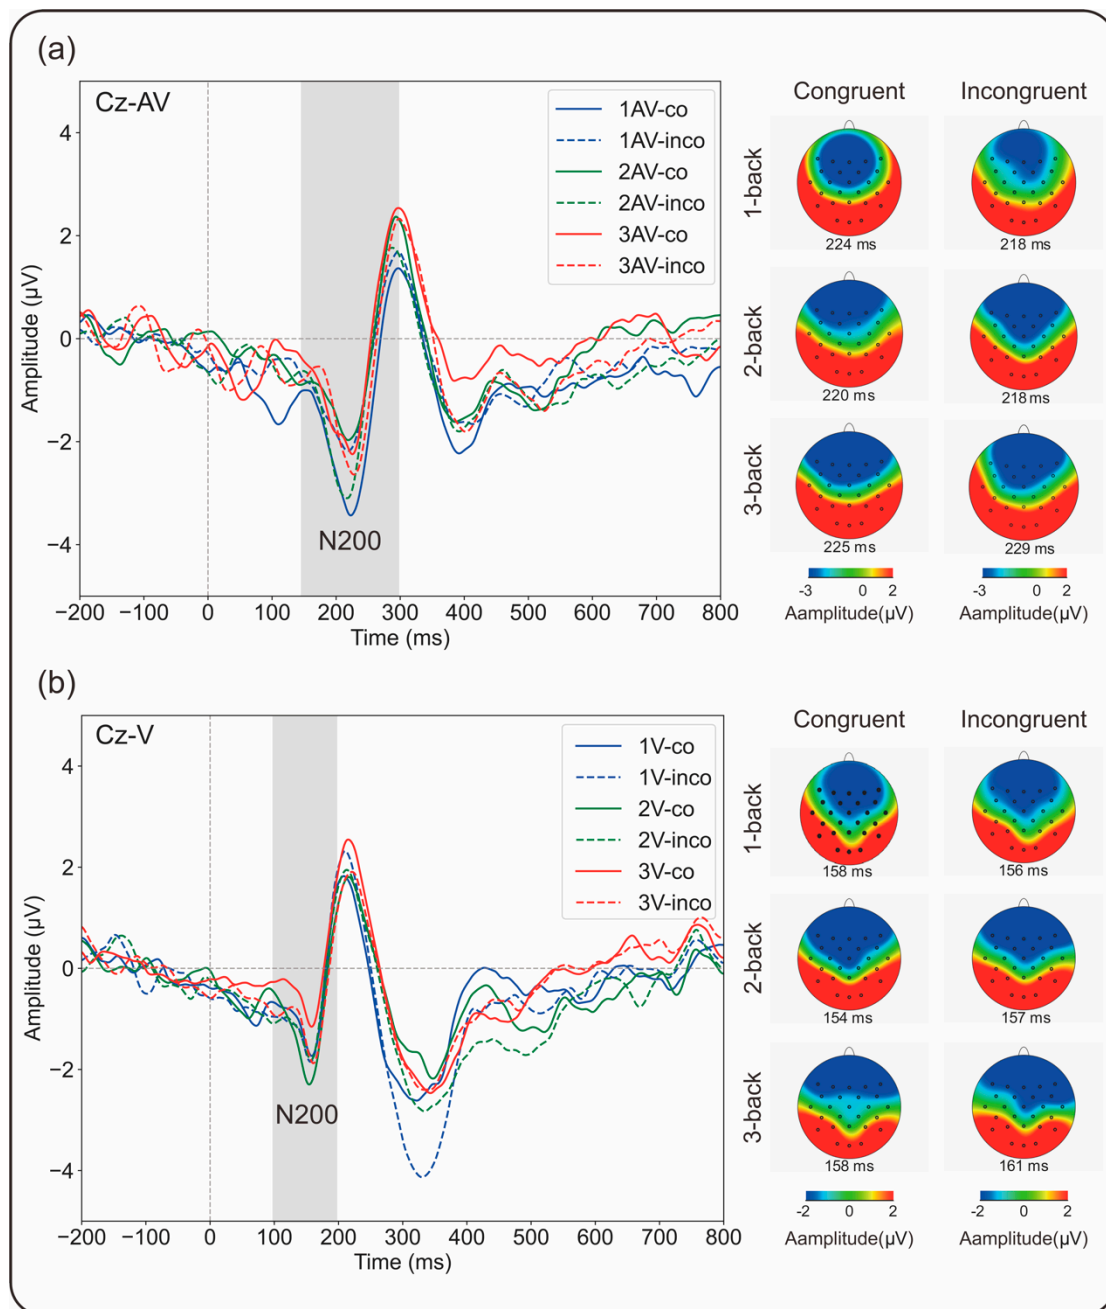 (a)
Cz-AV
1AV-co
1AV-inco
2AV-co
2AV-inco
3AV-co
3AV-inco
4
2
0
−2
−4
Amplitude (μV)
N200
−200 −100 0 100 200 300 400 500 600 700 800
Time (ms)
Congruent Incongruent
1-back
224 ms 218 ms
2-back
220 ms 218 ms
3-back
225 ms 229 ms
-3 0 2 -3 0 2
Aamplitude(μV) Aamplitude(μV)
(b)
Cz-V
1V-co
1V-inco
2V-co
2V-inco
3V-co
3V-inco
4
2
0
−2
−4
Amplitude (μV)
N200
−200 −100 0 100 200 300 400 500 600 700 800
Time (ms)
Congruent Incongruent
1-back
158 ms 156 ms
2-back
154 ms 157 ms
3-back
158 ms 161 ms
-2 0 2 -2 0 2
Aamplitude(μV) Aamplitude(μV)